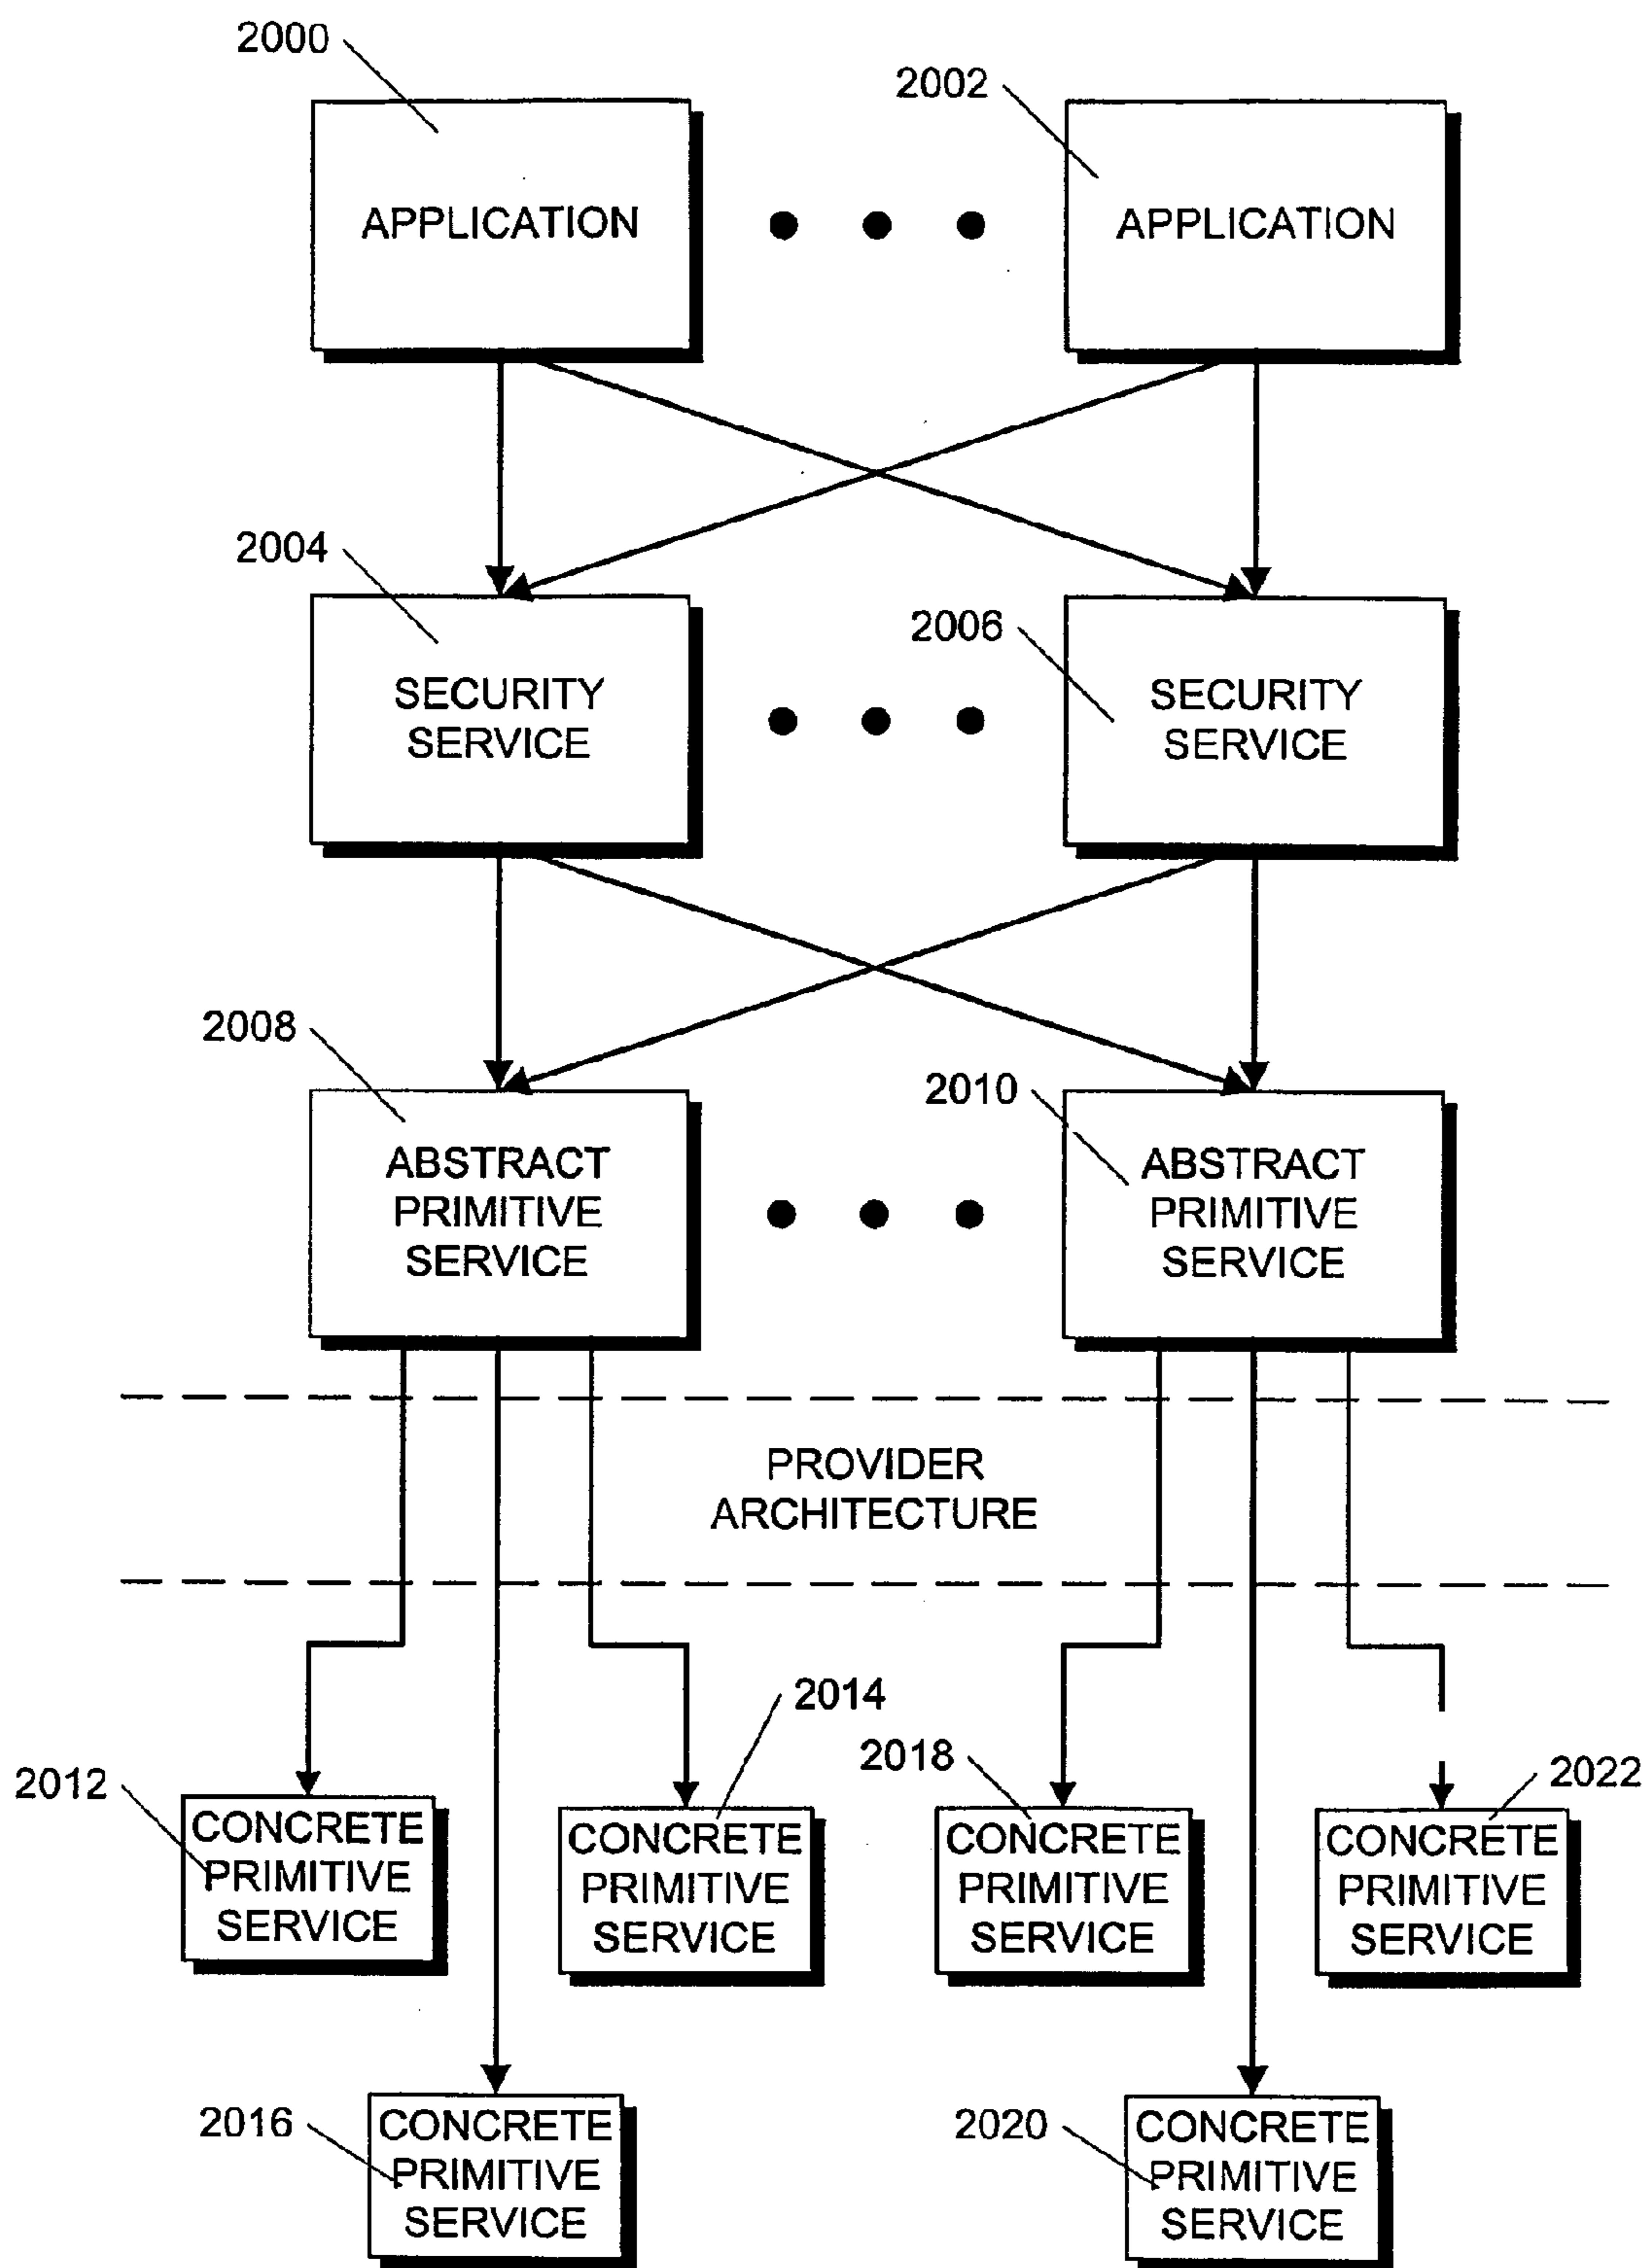 2000
2002
APPLICATION
APPLICATION
2004
2006
SECURITY
SERVICE
SECURITY
SERVICE
2008
2010
ABSTRACT
PRIMITIVE
SERVICE
ABSTRACT
PRIMITIVE
SERVICE
PROVIDER
ARCHITECTURE
2012
2014
2018
2022
CONCRETE
PRIMITIVE
SERVICE
CONCRETE
PRIMITIVE
SERVICE
CONCRETE
PRIMITIVE
SERVICE
CONCRETE
PRIMITIVE
SERVICE
2016
CONCRETE
PRIMITIVE
SERVICE
2020
CONCRETE
PRIMITIVE
SERVICE